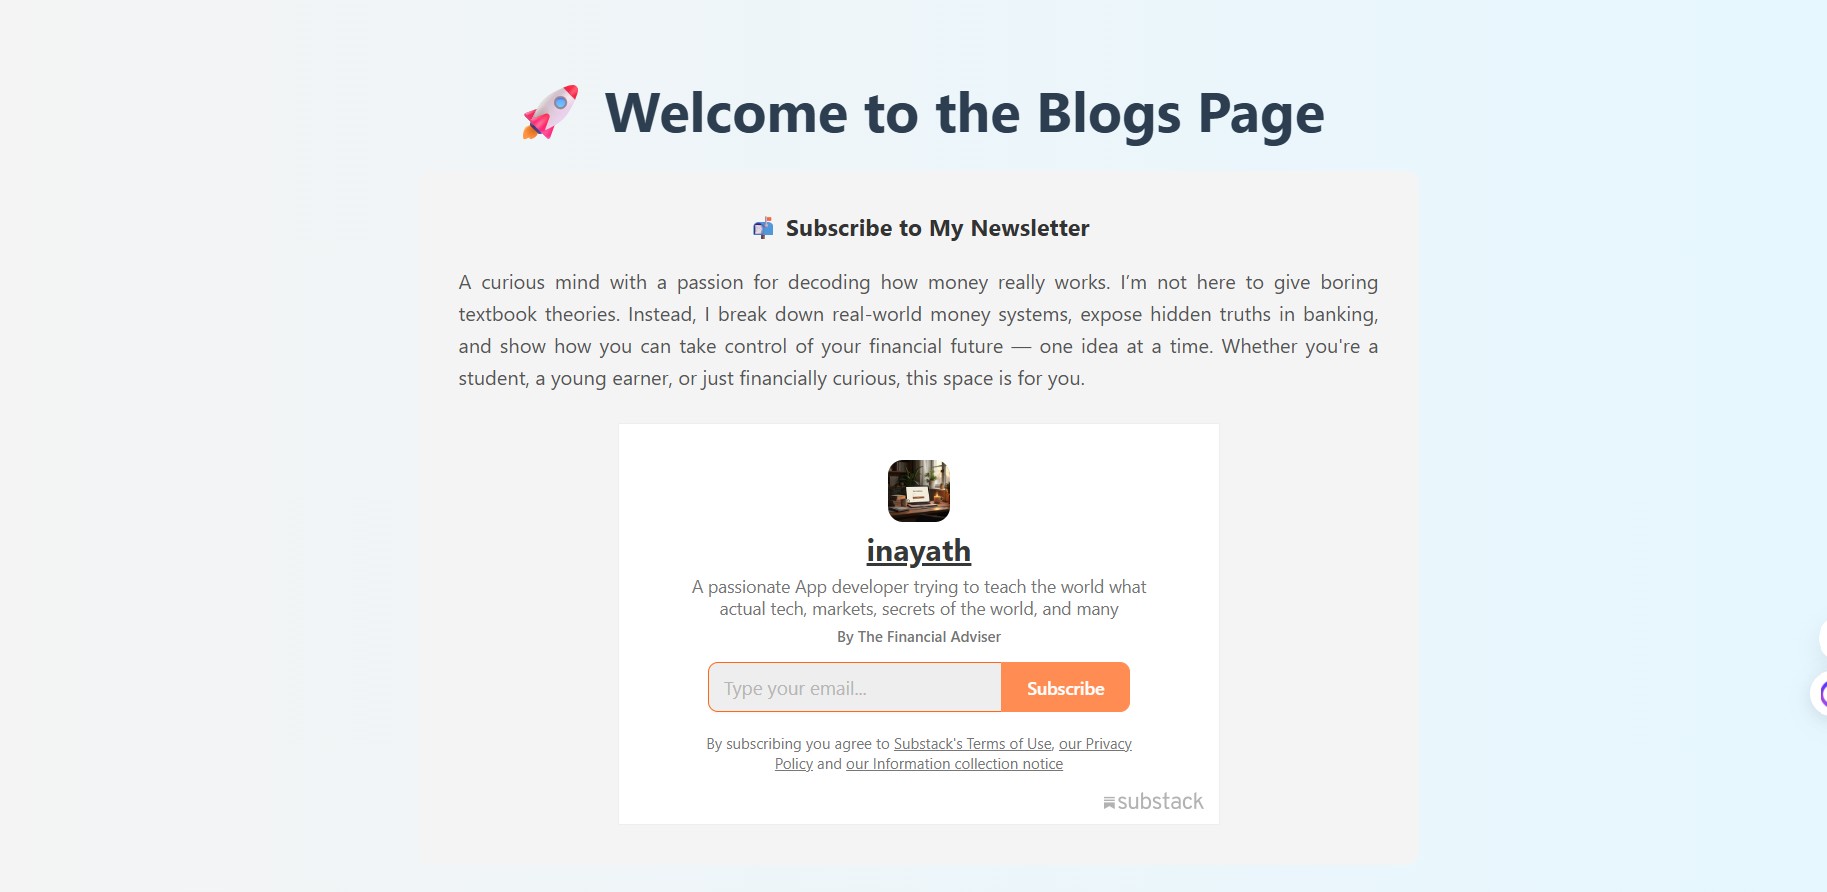 Welcome to the Blogs Page
Subscribe to My Newsletter
A curious mind with a passion for decoding how money really works. I’m not here to give boring
textbook theories. Instead, I break down real-world money systems, expose hidden truths in banking,
and show how you can take control of your financial future — one idea at a time. Whether you're a
student, a young earner, or just financially curious, this space is for you.
inayath
A passionate App developer trying to teach the world what
actual tech, markets, secrets of the world, and many
By The Financial Adviser
Type your email... Subscribe
By subscribing you agree to Substack's Terms of Use, our Privacy
Policy and our Information collection notice
substack